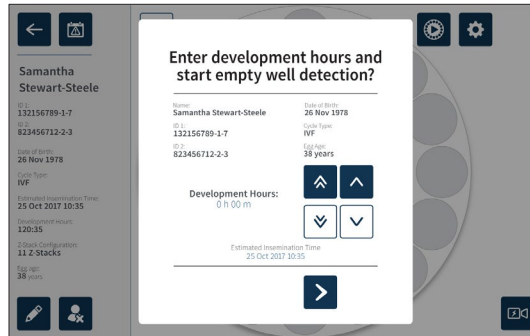 Samantha
Stewart-Steele
ID 1:
132156789-1-7
ID 2:
823456712-2-3
Date of Birth:
26 Nov 1978
Cycle Type:
IVF
Estimated Insemination Time:
25 Oct 2017 10:35
Development Hours:
120:35
Z-Stack Configuration:
11 Z-Stacks
Egg Age:
38 years
Enter development hours and
start empty well detection?
Name:
Samantha Stewart-Steele
Date of Birth:
26 Nov 1978
ID 1:
132156789-1-7
Cycle Type:
IVF
ID 2:
823456712-2-3
Egg Age:
38 years
Development Hours:
0 h 00 m
Estimated Insemination Time
25 Oct 2017 10:35